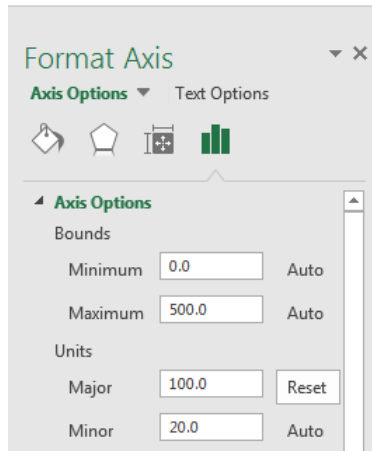 Format Axis
Axis Options Text Options
Axis Options
Bounds
Minimum 0.0 Auto
Maximum 500.0 Auto
Units
Major 100.0 Reset
Minor 20.0 Auto